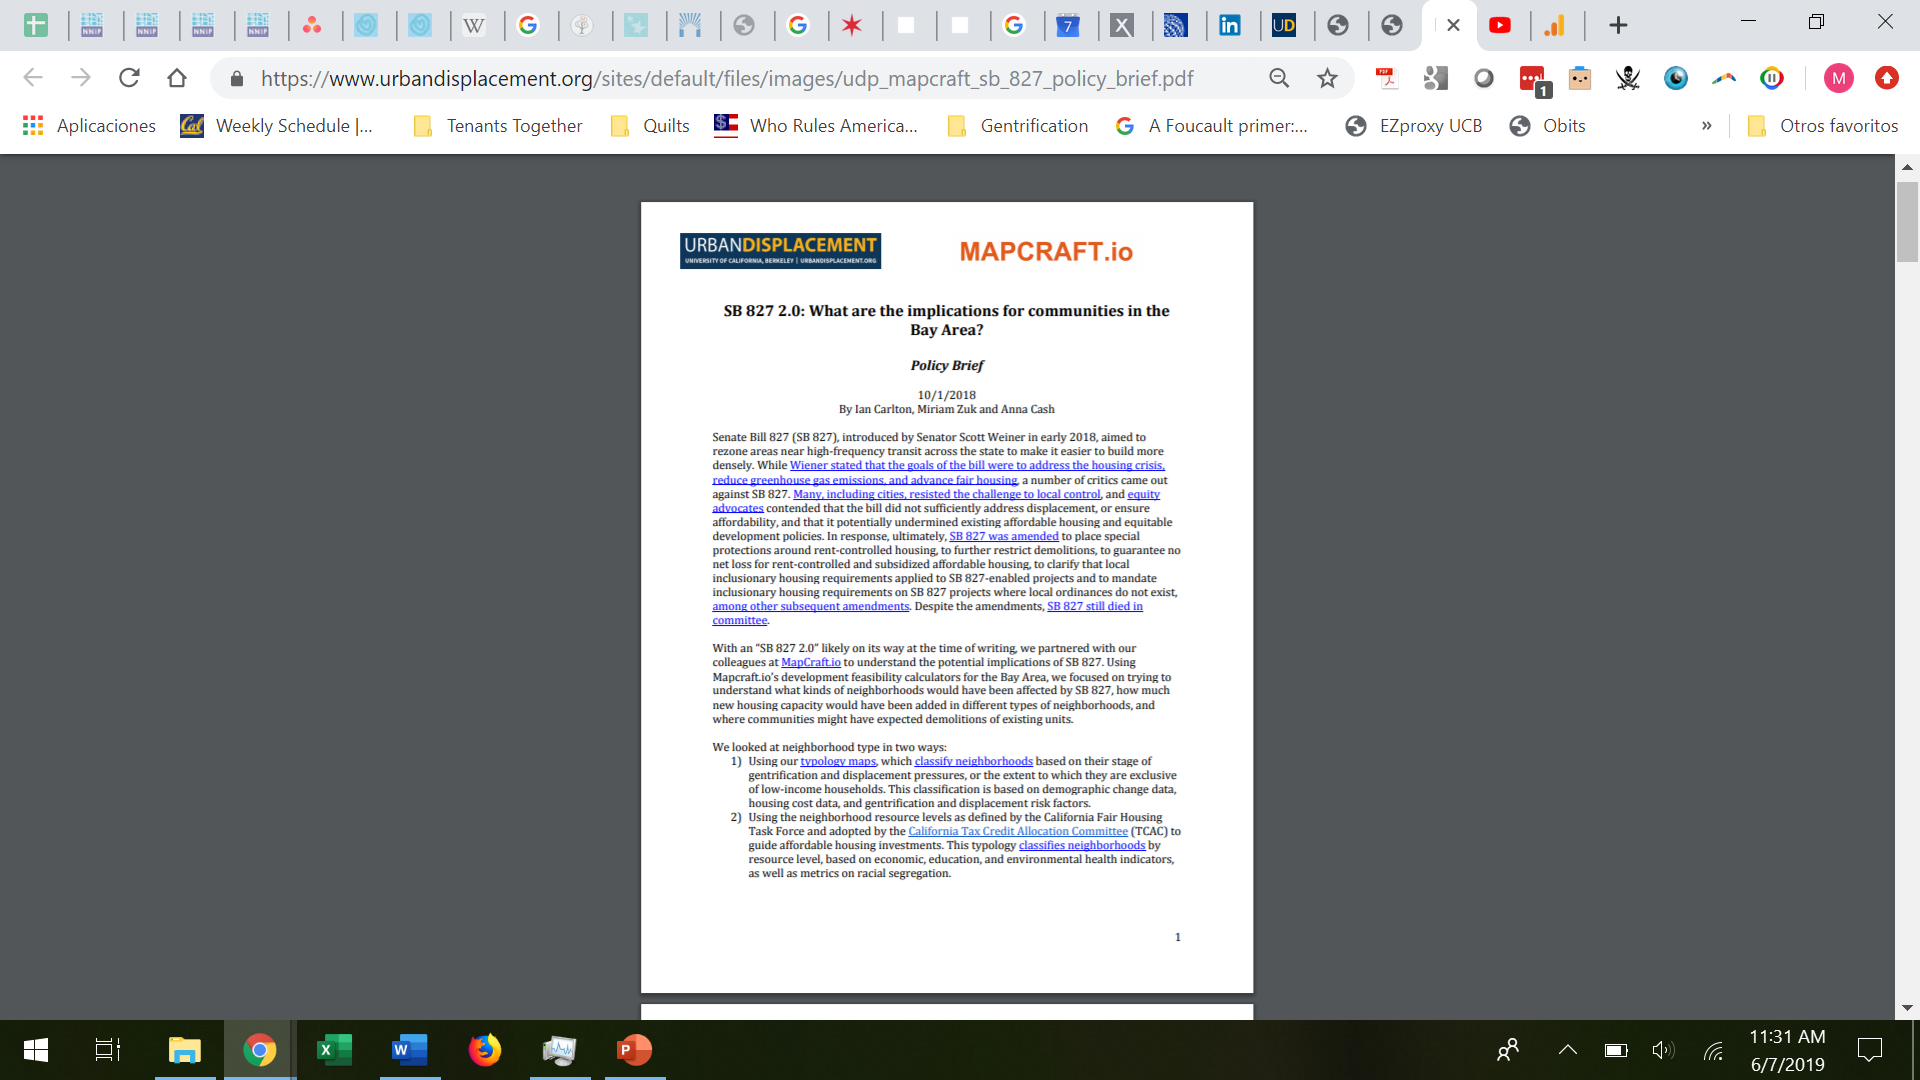 7
UD
https://www.urbandisplacement.org/sites/default/files/images/udp_mapcraft_sb_827_policy_brief.pdf
1
M
Aplicaciones
Cal
Weekly Schedule |...
Tenants Together
Quilts
Who Rules America...
Gentrification
A Foucault primer:...
EZproxy UCB
Obits
»
Otros favoritos
URBANDISPLACEMENT
UNIVERSITY OF CALIFORNIA, BERKELEY | URBANDISPLACEMENT.ORG
MAPCRAFT.io
SB 827 2.0: What are the implications for communities in the
Bay Area?
Policy Brief
10/1/2018
By Ian Carlton, Miriam Zuk and Anna Cash
Senate Bill 827 (SB 827), introduced by Senator Scott Weiner in early 2018, aimed to
rezone areas near high-frequency transit across the state to make it easier to build more
densely. While Wiener stated that the goals of the bill were to address the housing crisis,
reduce greenhouse gas emissions, and advance fair housing, a number of critics came out
against SB 827. Many, including cities, resisted the challenge to local control, and equity
advocates contended that the bill did not sufficiently address displacement, or ensure
affordability, and that it potentially undermined existing affordable housing and equitable
development policies. In response, ultimately, SB 827 was amended to place special
protections around rent-controlled housing, to further restrict demolitions, to guarantee no
net loss for rent-controlled and subsidized affordable housing, to clarify that local
inclusionary housing requirements applied to SB 827-enabled projects and to mandate
inclusionary housing requirements on SB 827 projects where local ordinances do not exist,
among other subsequent amendments. Despite the amendments, SB 827 still died in
committee.
With an "SB 827 2.0" likely on its way at the time of writing, we partnered with our
colleagues at MapCraft.io to understand the potential implications of SB 827. Using
Mapcraft.io's development feasibility calculators for the Bay Area, we focused on trying to
understand what kinds of neighborhoods would have been affected by SB 827, how much
new housing capacity would have been added in different types of neighborhoods, and
where communities might have expected demolitions of existing units.
We looked at neighborhood type in two ways:
1) Using our typology maps, which classify neighborhoods based on their stage of
gentrification and displacement pressures, or the extent to which they are exclusive
of low-income households. This classification is based on demographic change data,
housing cost data, and gentrification and displacement risk factors.
2) Using the neighborhood resource levels as defined by the California Fair Housing
Task Force and adopted by the California Tax Credit Allocation Committee (TCAC) to
guide affordable housing investments. This typology classifies neighborhoods by
resource level, based on economic, education, and environmental health indicators,
as well as metrics on racial segregation.
1
11:31 AM
6/7/2019